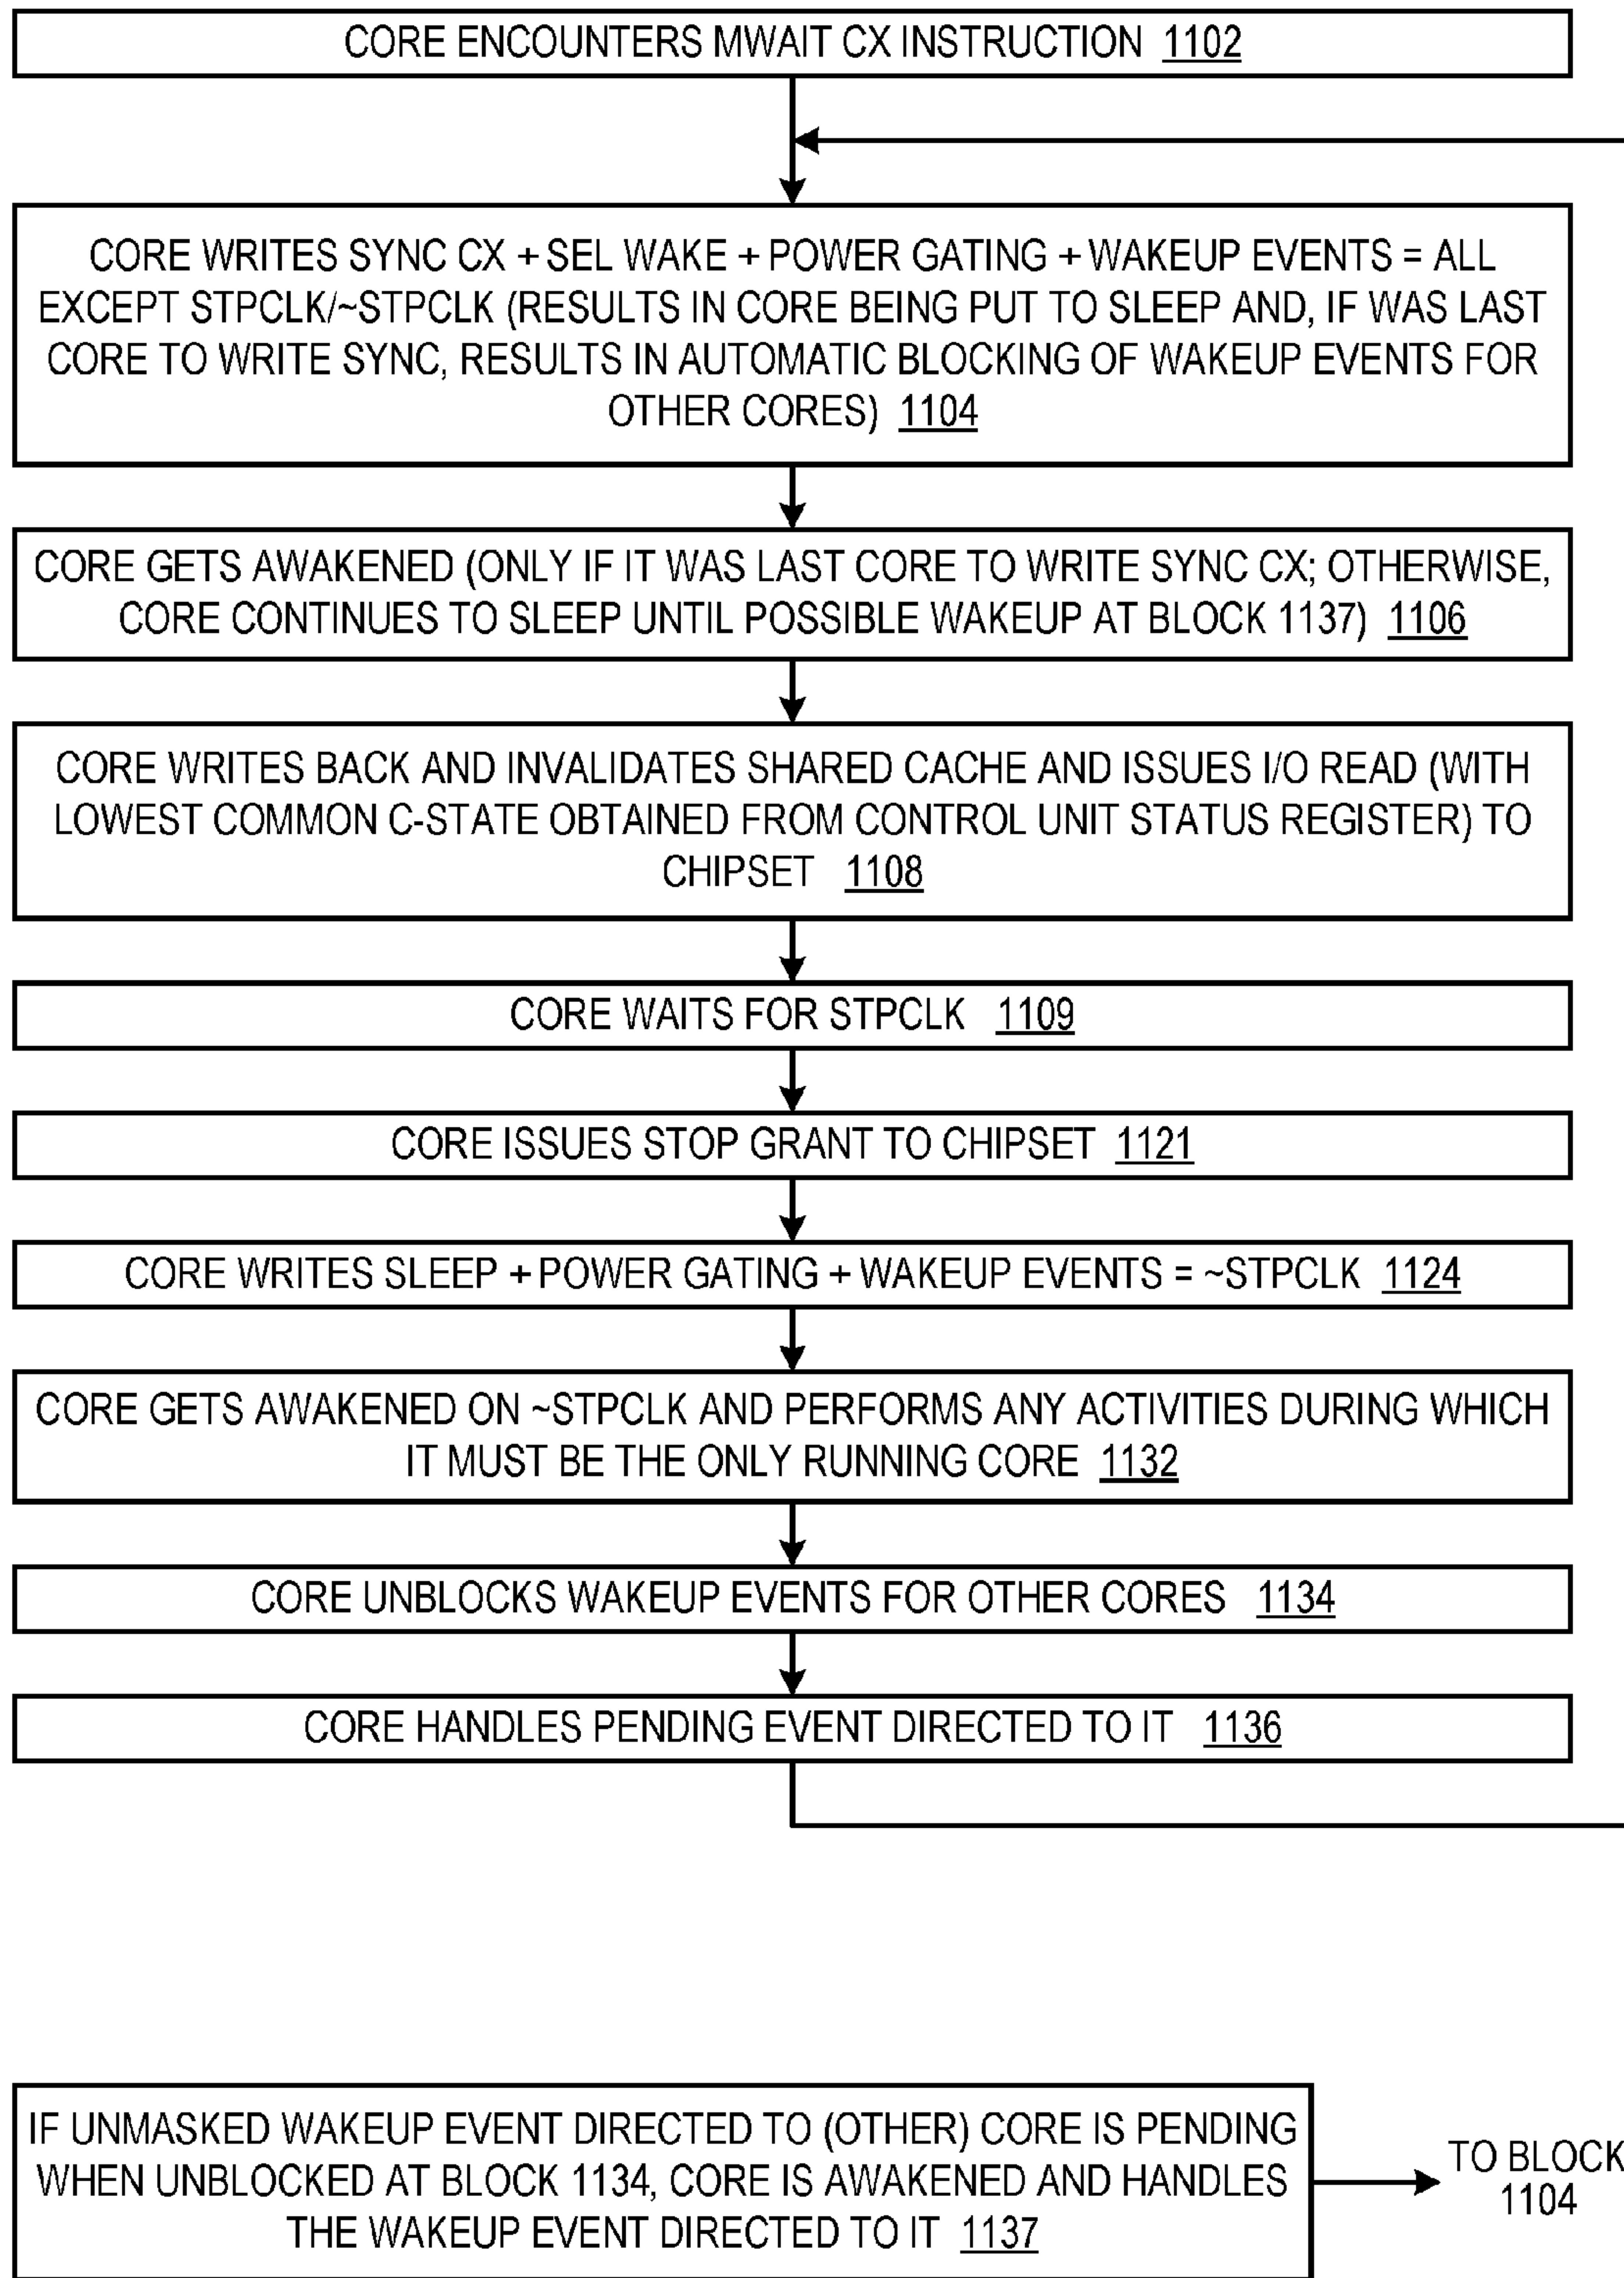 CORE ENCOUNTERS MWAIT CX INSTRUCTION 1102
CORE WRITES SYNC CX + SEL WAKE + POWER GATING + WAKEUP EVENTS = ALL
EXCEPT STPCLK/~STPCLK (RESULTS IN CORE BEING PUT TO SLEEP AND, IF WAS LAST
CORE TO WRITE SYNC, RESULTS IN AUTOMATIC BLOCKING OF WAKEUP EVENTS FOR
OTHER CORES) 1104
CORE GETS AWAKENED (ONLY IF IT WAS LAST CORE TO WRITE SYNC CX; OTHERWISE,
CORE CONTINUES TO SLEEP UNTIL POSSIBLE WAKEUP AT BLOCK 1137) 1106
CORE WRITES BACK AND INVALIDATES SHARED CACHE AND ISSUES I/O READ (WITH
LOWEST COMMON C-STATE OBTAINED FROM CONTROL UNIT STATUS REGISTER) TO
CHIPSET 1108
CORE WAITS FOR STPCLK 1109
CORE ISSUES STOP GRANT TO CHIPSET 1121
CORE WRITES SLEEP + POWER GATING + WAKEUP EVENTS = ~STPCLK 1124
CORE GETS AWAKENED ON ~STPCLK AND PERFORMS ANY ACTIVITIES DURING WHICH
IT MUST BE THE ONLY RUNNING CORE 1132
CORE UNBLOCKS WAKEUP EVENTS FOR OTHER CORES 1134
CORE HANDLES PENDING EVENT DIRECTED TO IT 1136
IF UNMASKED WAKEUP EVENT DIRECTED TO (OTHER) CORE IS PENDING
WHEN UNBLOCKED AT BLOCK 1134, CORE IS AWAKENED AND HANDLES
THE WAKEUP EVENT DIRECTED TO IT 1137
TO BLOCK
1104